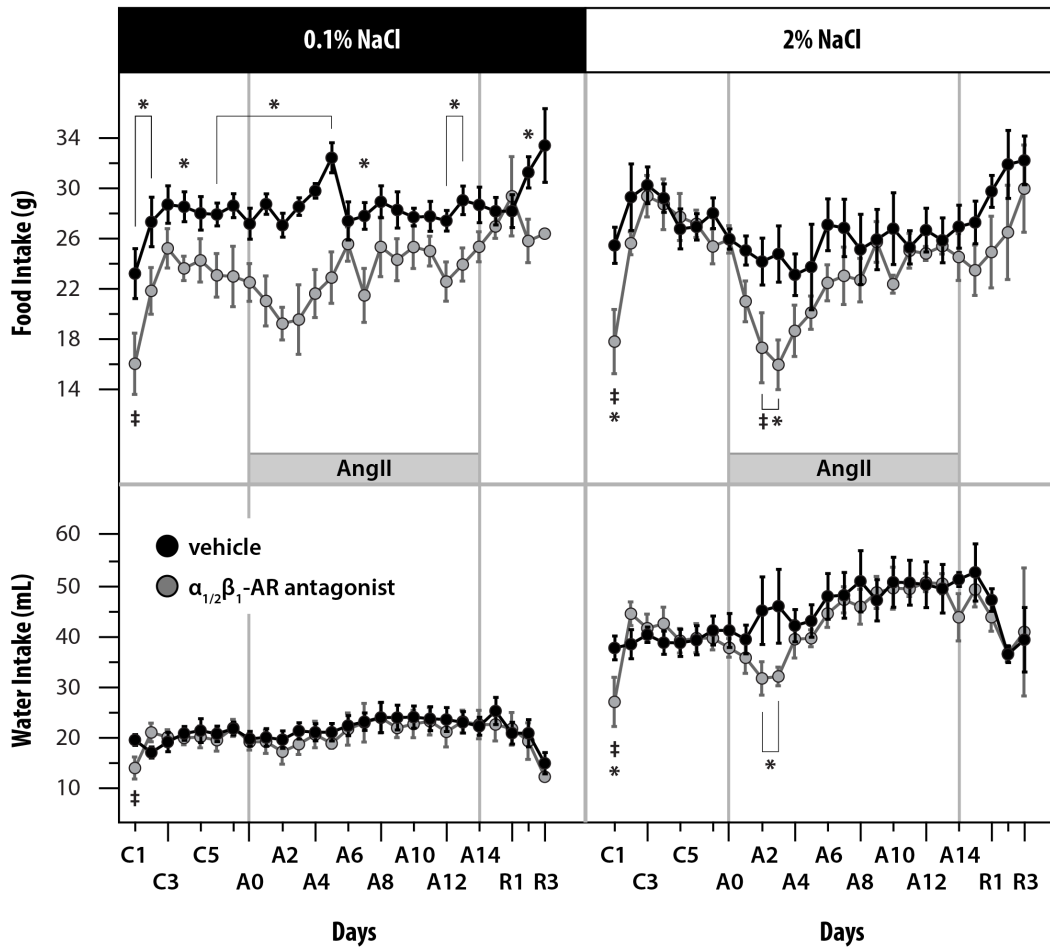 0.1% NaCl
2% NaCl
Food Intake (g)
34
30
26
22
18
14
*
*
*
*
*
*
‡
‡
*
‡ *
AngII
AngII
Water Intake (mL)
60
50
40
30
20
10
vehicle
α1/2β1-AR antagonist
‡
‡
*
*
C1 C5 A2 A6 A10 A14
C3 A0 A4 A8 A12 R1 R3
C1 C5 A2 A6 A10 A14
C3 A0 A4 A8 A12 R1 R3
Days
Days